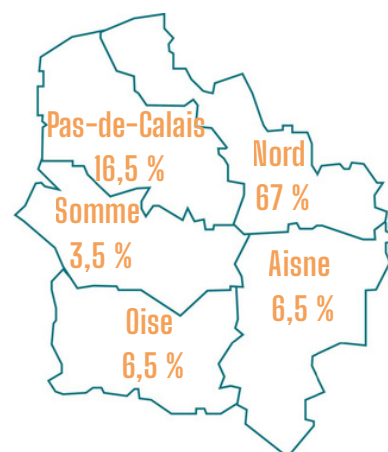 Pas-de-Calais
16,5 %
Nord
67 %
Somme
3,5 %
Aisne
6,5 %
Oise
6,5 %